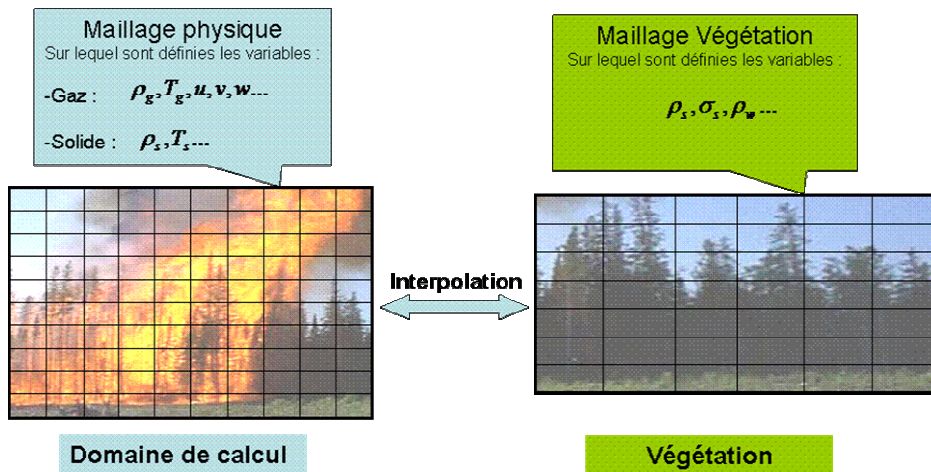 Maillage physique
Sur lequel sont définies les variables :
-Gaz : ρg,Tg,u,v,w...
-Solide : ρs,Ts...
Maillage Végétation
Sur lequel sont définies les variables :
ρs,σs,ρw...
Interpolation
Domaine de calcul
Végétation